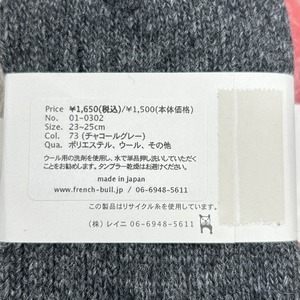 Price ¥1,650(税込)/¥1,500(本体価格)
No. 01-0302
Size 23~25cm
Col. 73 (チャコールグレー)
Qua. ポリエステル、ウール、その他
ウール用の洗剤を使用し、水で単品押し洗いしていただく
ことをお勧めします。タンブラー乾燥はお避けください。
made in japan
www.french-bull.jp / 06-6948-5611
この製品はリサイクル糸を使用しています。
(株) レイニ 06-6948-5611